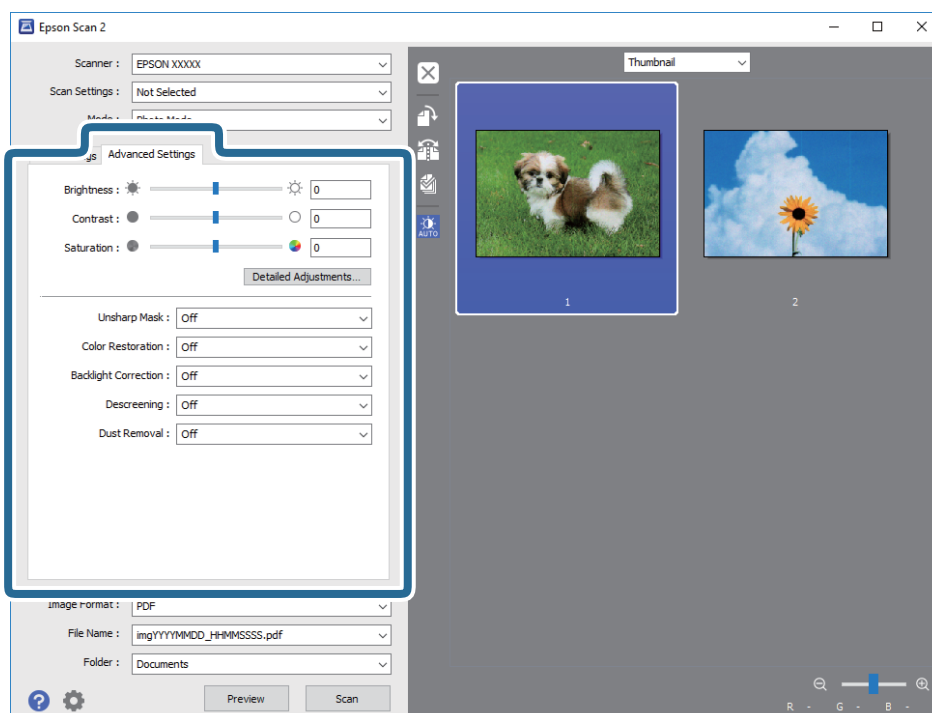 Epson Scan 2
Scanner : EPSON XXXXX
Scan Settings : Not Selected
Thumbnail
Advanced Settings
Brightness : 0
Contrast : 0
Saturation : 0
Detailed Adjustments...
Unsharp Mask : Off
Color Restoration : Off
Backlight Correction : Off
Descreening : Off
Dust Removal : Off
Image Format : PDF
File Name : imgYYYYMMDD_HHMMSSSS.pdf
Folder : Documents
Preview
Scan
AUTO
1
2
R - G - B -